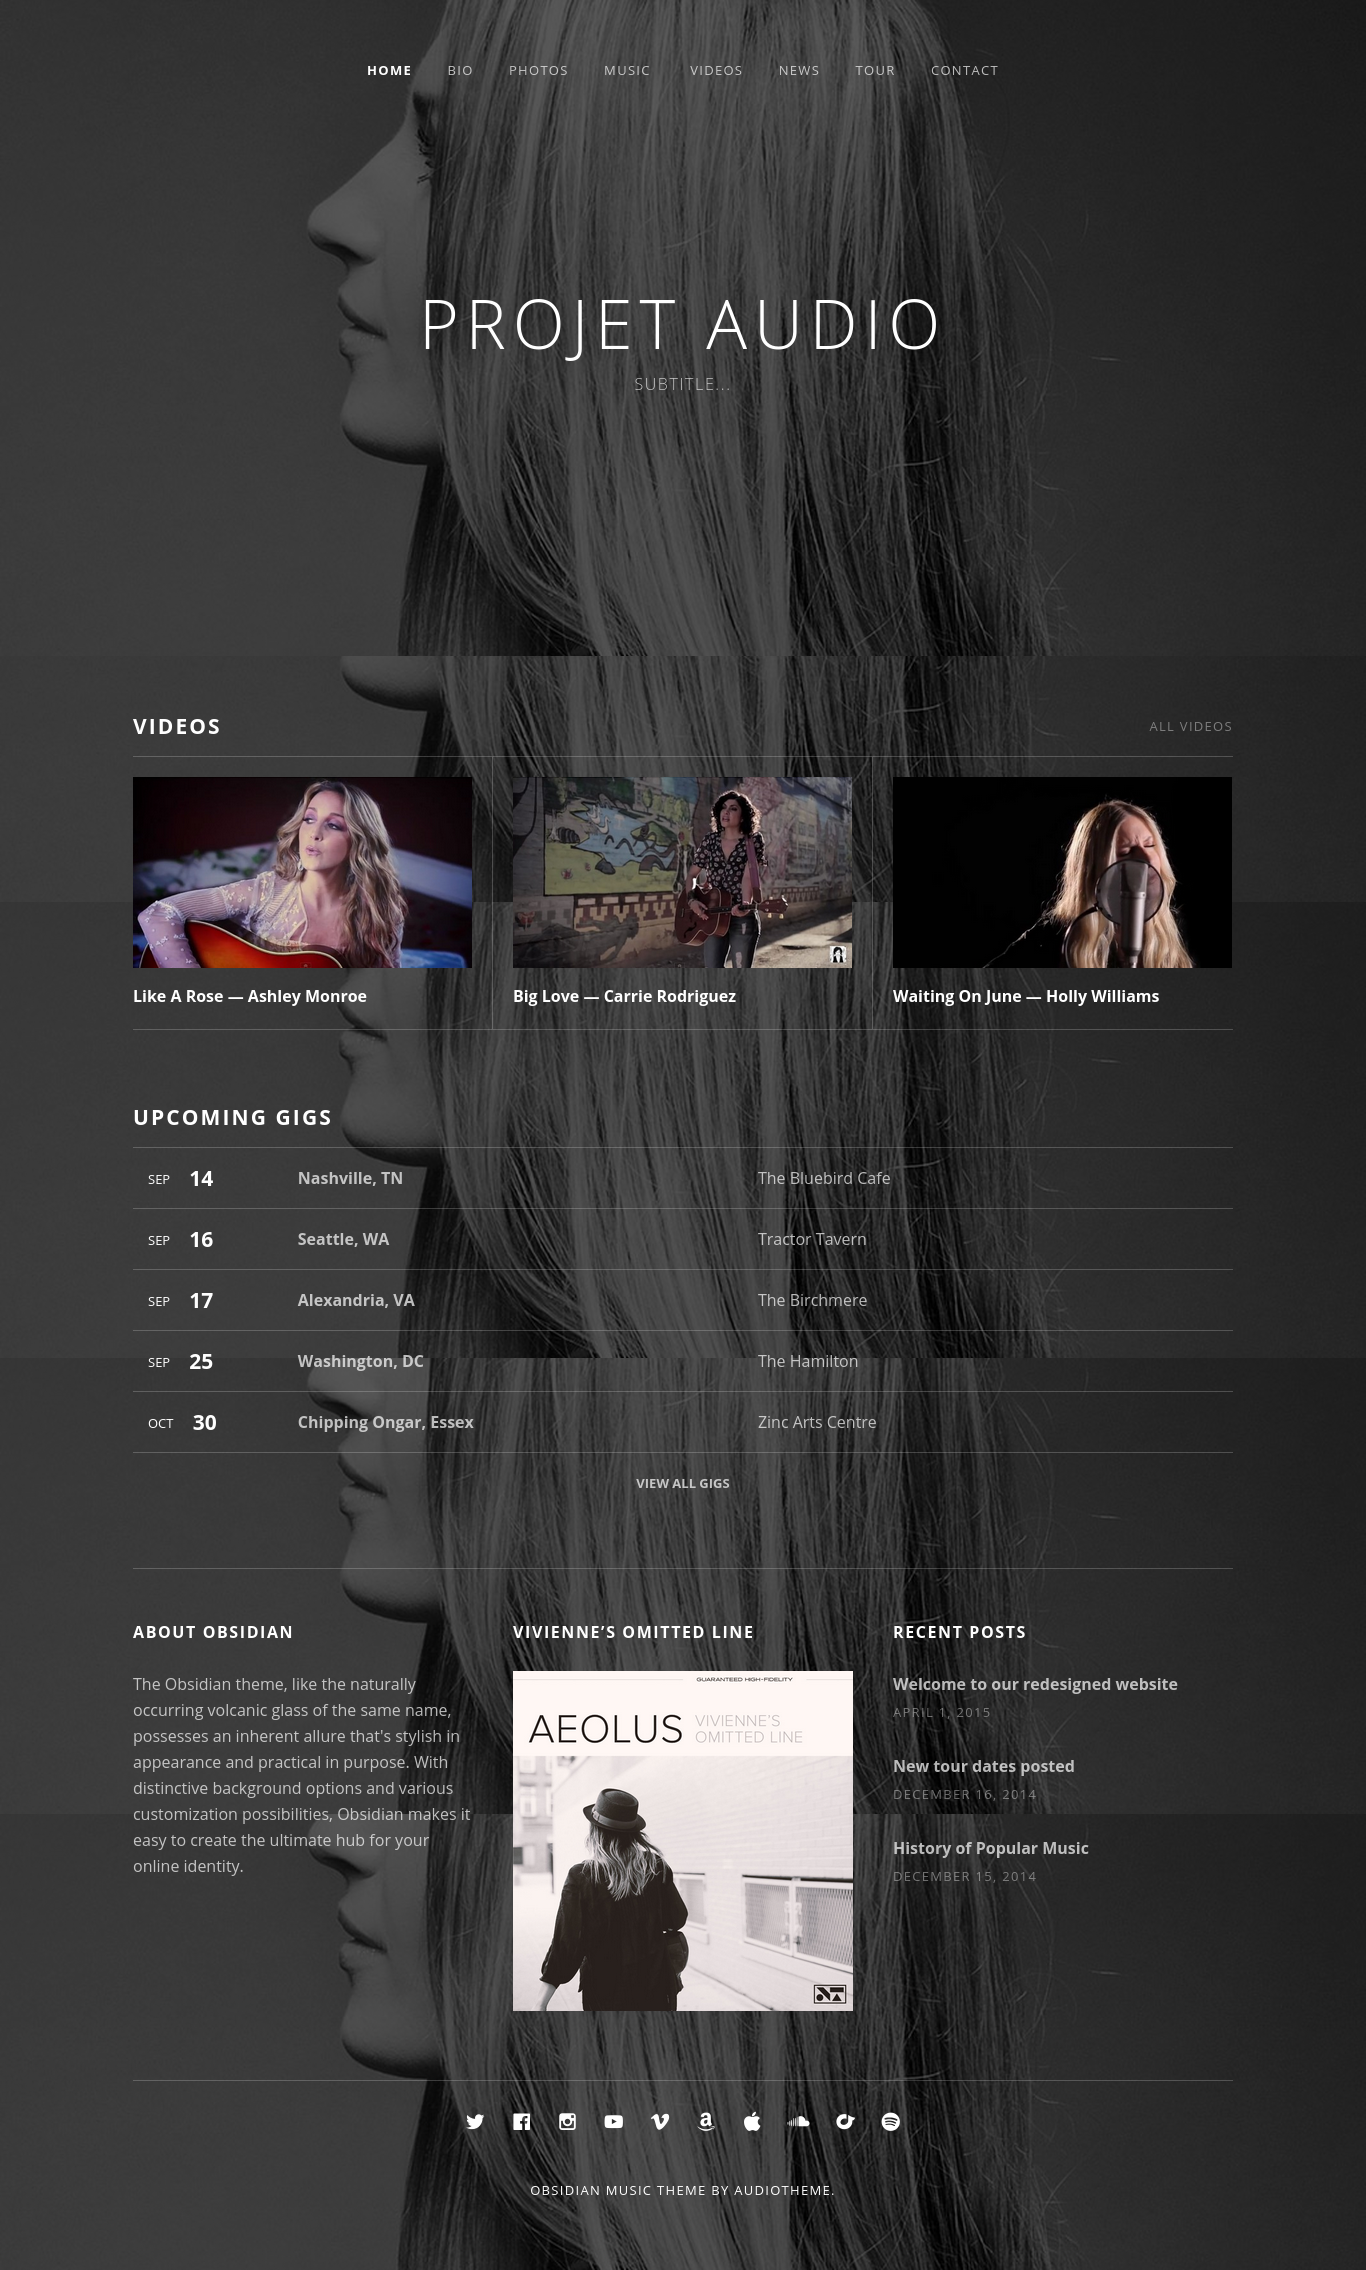 HOME BIO PHOTOS MUSIC VIDEOS NEWS TOUR CONTACT
PROJET AUDIO
SUBTITLE...
VIDEOS
ALL VIDEOS
Like A Rose — Ashley Monroe
Big Love — Carrie Rodriguez
Waiting On June — Holly Williams
UPCOMING GIGS
SEP 14 Nashville, TN The Bluebird Cafe
SEP 16 Seattle, WA Tractor Tavern
SEP 17 Alexandria, VA The Birchmere
SEP 25 Washington, DC The Hamilton
OCT 30 Chipping Ongar, Essex Zinc Arts Centre
VIEW ALL GIGS
ABOUT OBSIDIAN
The Obsidian theme, like the naturally
occurring volcanic glass of the same name,
possesses an inherent allure that's stylish in
appearance and practical in purpose. With
distinctive background options and various
customization possibilities, Obsidian makes it
easy to create the ultimate hub for your
online identity.
VIVIENNE’S OMITTED LINE
GUARANTEED HIGH-FIDELITY
AEOLUS
VIVIENNE'S
OMITTED LINE
RECENT POSTS
Welcome to our redesigned website
APRIL 1, 2015
New tour dates posted
DECEMBER 16, 2014
History of Popular Music
DECEMBER 15, 2014
OBSIDIAN MUSIC THEME BY AUDIOTHEME.